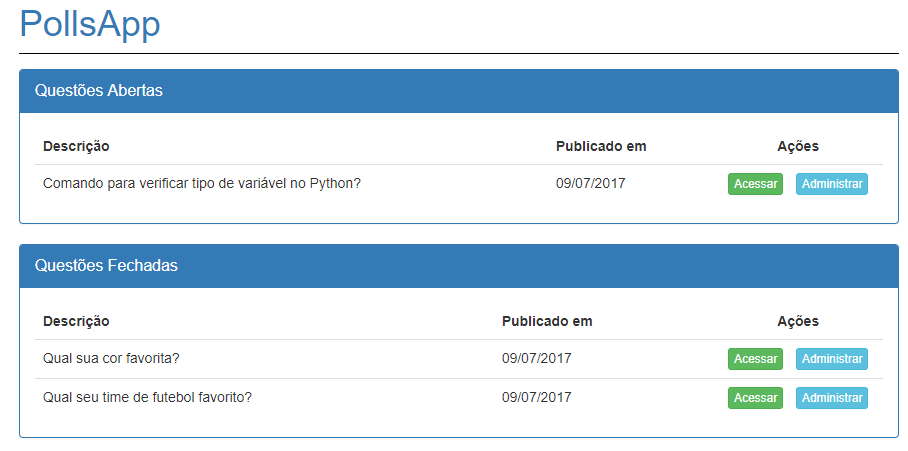 PollsApp
Questões Abertas
Descrição Publicado em Ações
Comando para verificar tipo de variável no Python? 09/07/2017 Acessar Administrar
Questões Fechadas
Descrição Publicado em Ações
Qual sua cor favorita? 09/07/2017 Acessar Administrar
Qual seu time de futebol favorito? 09/07/2017 Acessar Administrar